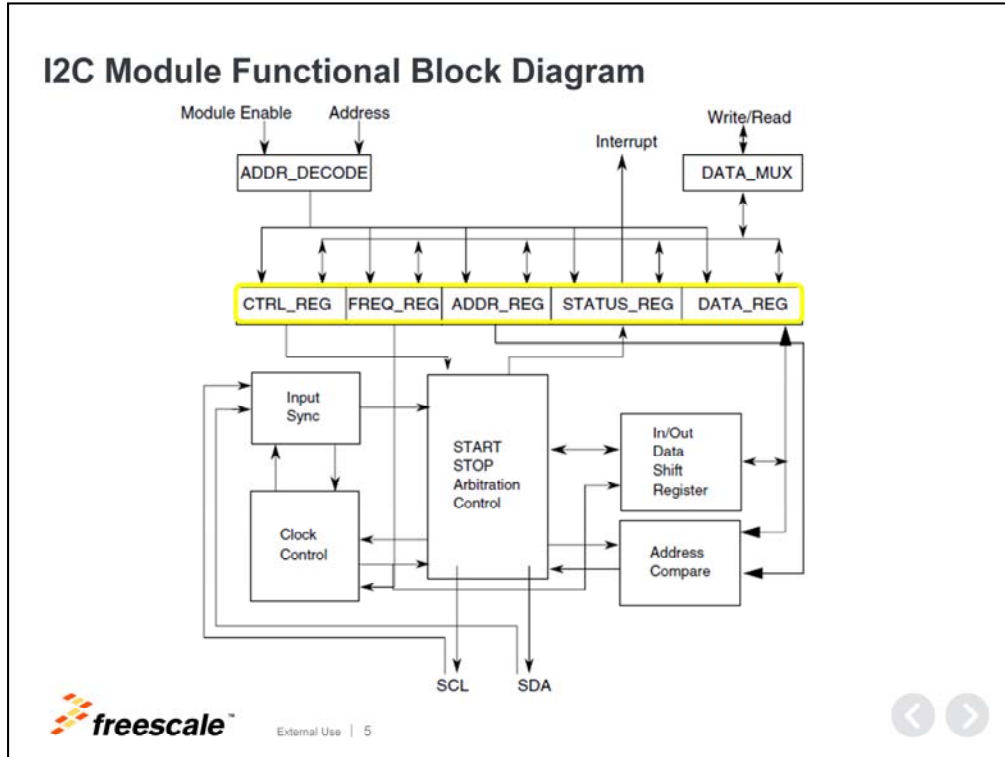 I2C Module Functional Block Diagram
Module Enable
Address
Write/Read
Interrupt
ADDR_DECODE
DATA_MUX
CTRL_REG
FREQ_REG
ADDR_REG
STATUS_REG
DATA_REG
Input
Sync
START
STOP
Arbitration
Control
In/Out
Data
Shift
Register
Clock
Control
Address
Compare
SCL
SDA
freescale™
External Use | 5